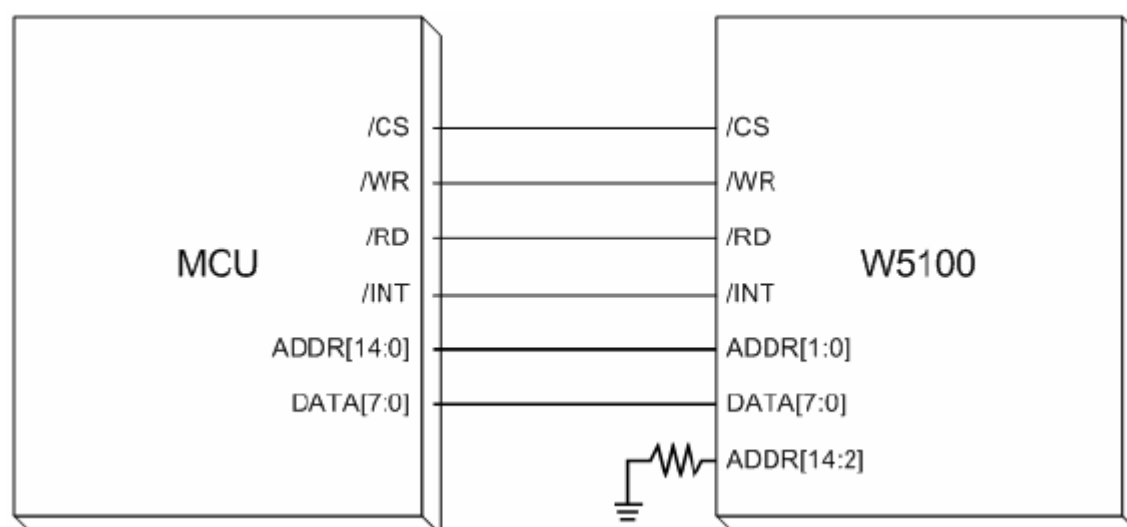 /CS
/WR
/RD
/INT
ADDR[14:0]
DATA[7:0]
MCU
/CS
/WR
/RD
/INT
ADDR[1:0]
DATA[7:0]
ADDR[14:2]
W5100